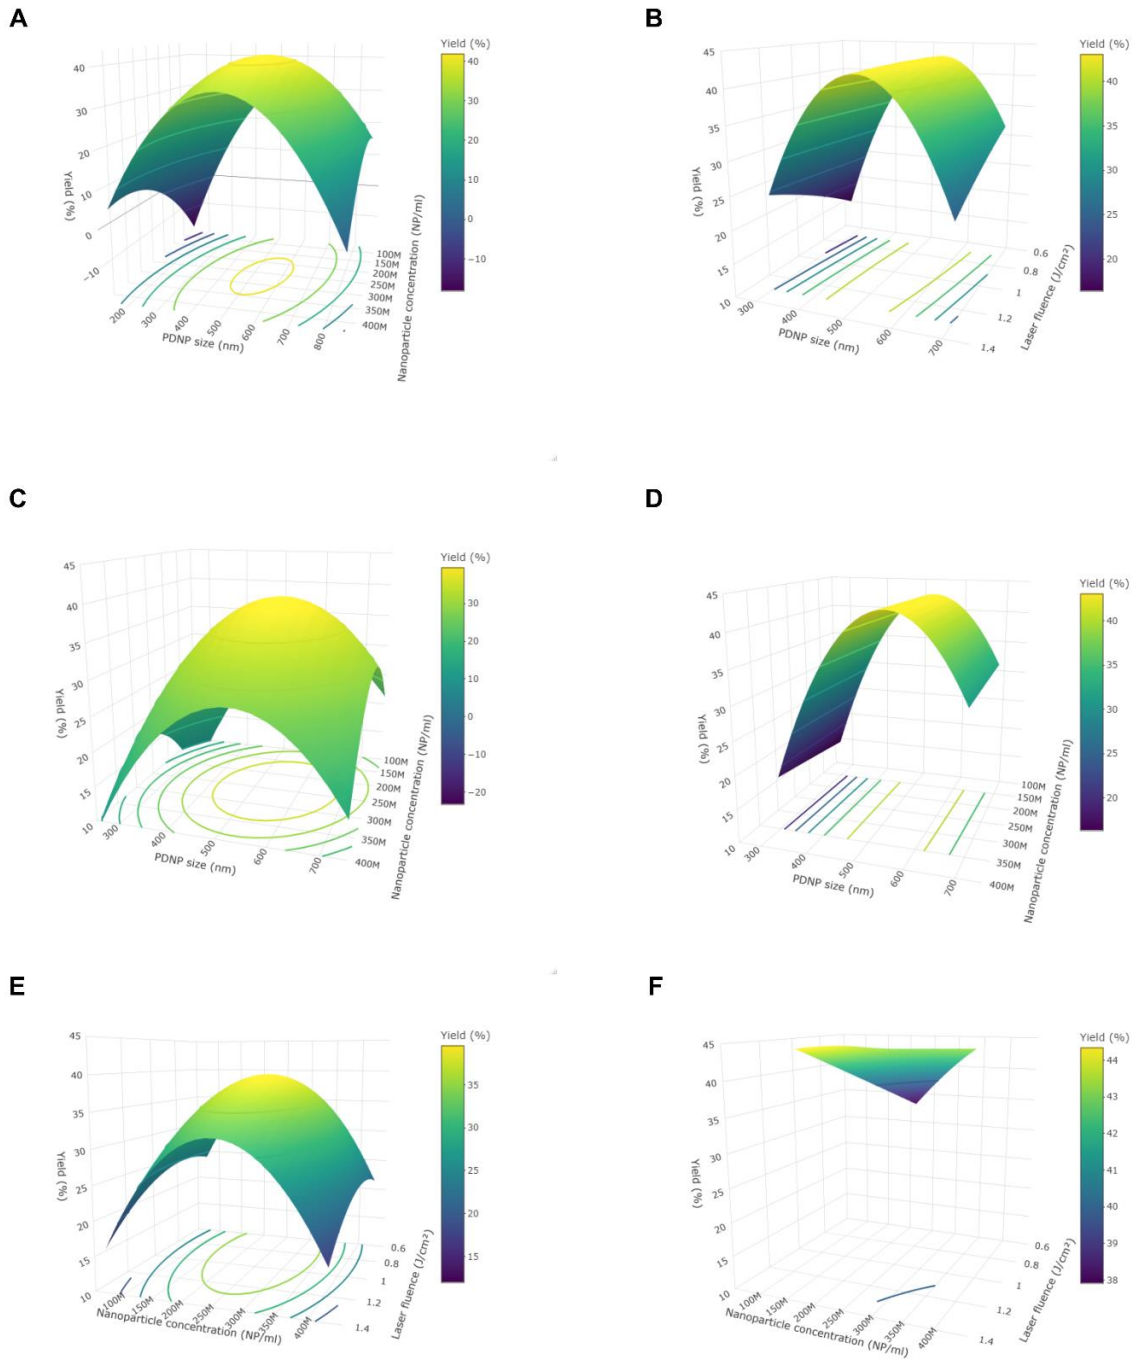 A
Yield (%)
40
30
20
10
0
−10
Yield (%)
40
30
20
10
0
−10
200
300
400
500
600
700
800
PDNP size (nm)
100M
150M
200M
250M
300M
350M
400M
Nanoparticle concentration (NP/ml)
B
Yield (%)
45
40
35
30
25
20
15
10
Yield (%)
40
35
30
25
20
300
400
500
600
700
PDNP size (nm)
0.6
0.8
1
1.2
1.4
Laser fluence (J/cm²)
C
Yield (%)
45
40
35
30
25
20
15
10
Yield (%)
30
20
10
0
−10
−20
300
400
500
600
700
PDNP size (nm)
100M
150M
200M
250M
300M
350M
400M
Nanoparticle concentration (NP/ml)
D
Yield (%)
45
40
35
30
25
20
15
10
Yield (%)
40
35
30
25
20
300
400
500
600
700
PDNP size (nm)
100M
150M
200M
250M
300M
350M
400M
Nanoparticle concentration (NP/ml)
E
Yield (%)
45
40
35
30
25
20
15
10
Yield (%)
35
30
25
20
15
100M
150M
200M
250M
300M
350M
400M
Nanoparticle concentration (NP/ml)
0.6
0.8
1
1.2
1.4
Laser fluence (J/cm²)
F
Yield (%)
45
40
35
30
25
20
15
10
Yield (%)
44
43
42
41
40
39
38
100M
150M
200M
250M
300M
350M
400M
Nanoparticle concentration (NP/ml)
0.6
0.8
1
1.2
1.4
Laser fluence (J/cm²)